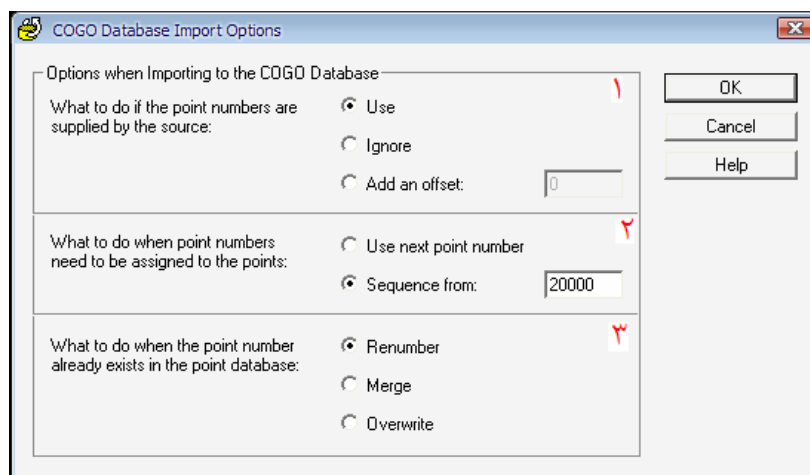 COGO Database Import Options
Options when Importing to the COGO Database
۱
What to do if the point numbers are
supplied by the source:
Use
Ignore
Add an offset:
0
OK
Cancel
Help
۲
What to do when point numbers
need to be assigned to the points:
Use next point number
Sequence from:
20000
۳
What to do when the point number
already exists in the point database:
Renumber
Merge
Overwrite